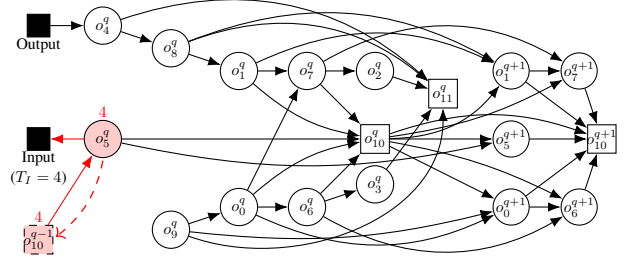 Output
o_4^q
o_8^q
o_1^q
o_7^q
o_2^q
o_11^q
o_1^{q+1}
o_7^{q+1}
4
Input
(T_I = 4)
o_5^q
o_10^q
o_5^{q+1}
o_10^{q+1}
o_3^q
4
o_10^{q−1}
o_9^q
o_0^q
o_6^q
o_0^{q+1}
o_6^{q+1}